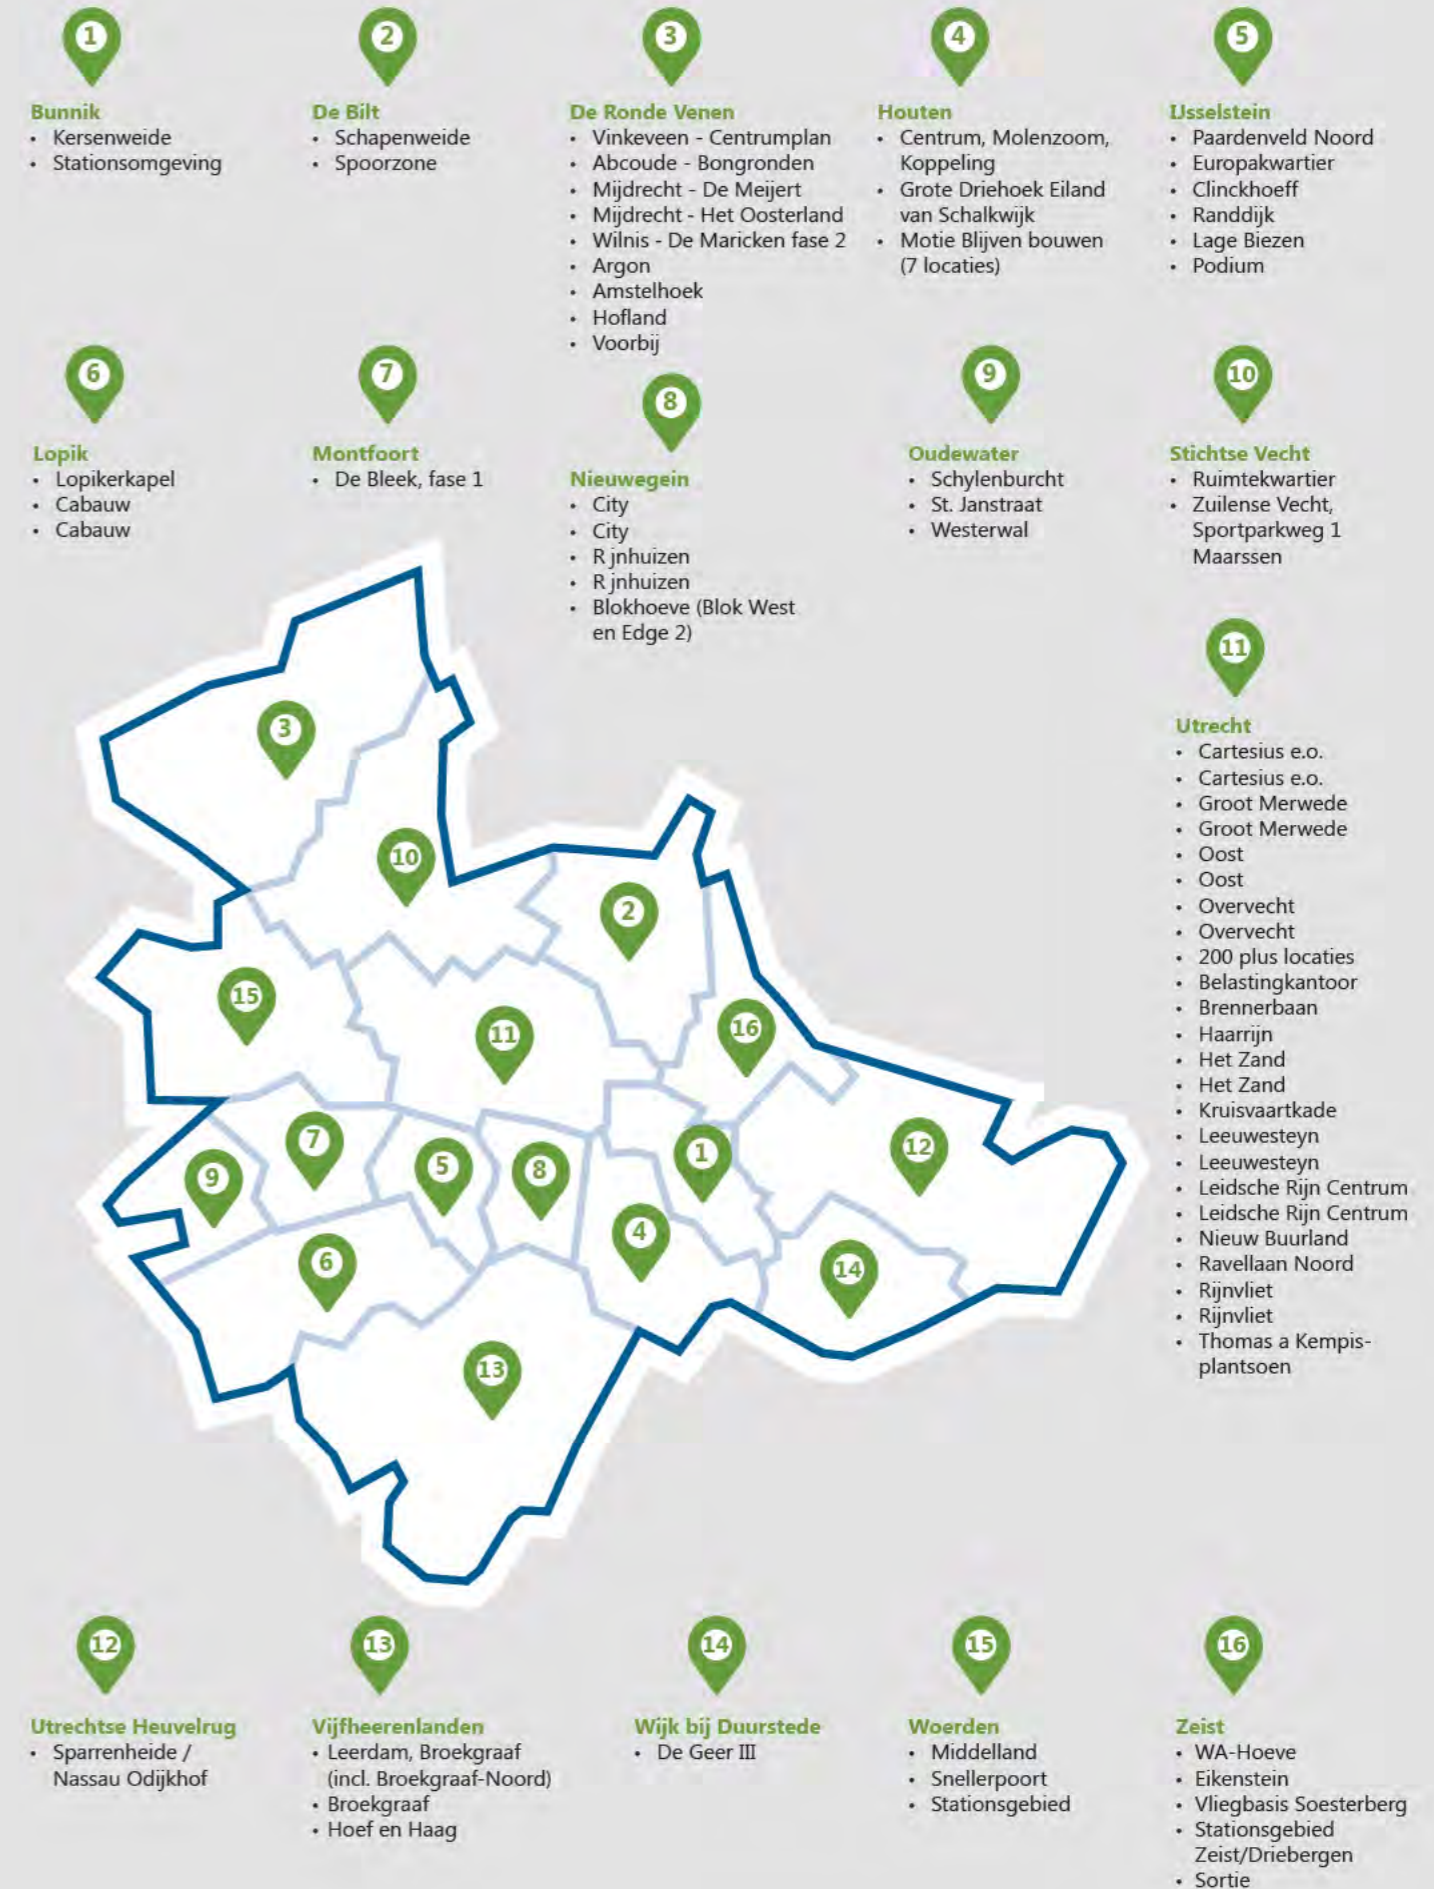 1
Bunnik
• Kersenweide
• Stationsomgeving
2
De Bilt
• Schapenweide
• Spoorzone
3
De Ronde Venen
• Vinkeveen - Centrumplan
• Abcoude - Bongronden
• Mijdrecht - De Meijert
• Mijdrecht - Het Oosterland
• Wilnis - De Maricken fase 2
• Argon
• Amstelhoek
• Hofland
• Voorbij
4
Houten
• Centrum, Molenzoom,
Koppeling
• Grote Driehoek Eiland
van Schalkwijk
• Motie Blijven bouwen
(7 locaties)
5
IJsselstein
• Paardenveld Noord
• Europakwartier
• Clinckhoeff
• Randdijk
• Lage Biezen
• Podium
6
Lopik
• Lopikerkapel
• Cabauw
• Cabauw
7
Montfoort
• De Bleek, fase 1
8
Nieuwegein
• City
• City
• R jnhuizen
• R jnhuizen
• Blokhoeve (Blok West
en Edge 2)
9
Oudewater
• Schylenburcht
• St. Janstraat
• Westerwal
10
Stichtse Vecht
• Ruimtekwartier
• Zuilense Vecht,
Sportparkweg 1
Maarssen
11
Utrecht
• Cartesius e.o.
• Cartesius e.o.
• Groot Merwede
• Groot Merwede
• Oost
• Oost
• Overvecht
• Overvecht
• 200 plus locaties
• Belastingkantoor
• Brennerbaan
• Haarrijn
• Het Zand
• Het Zand
• Kruisvaartkade
• Leeuwesteyn
• Leeuwesteyn
• Leidsche Rijn Centrum
• Leidsche Rijn Centrum
• Nieuw Buurland
• Ravellaan Noord
• Rijnvliet
• Rijnvliet
• Thomas a Kempis-
plantsoen
3
10
2
15
11
16
7
5
8
1
12
9
4
6
14
13
12
Utrechtse Heuvelrug
• Sparrenheide /
Nassau Odijkhof
13
Vijfheerenlanden
• Leerdam, Broekgraaf
(incl. Broekgraaf-Noord)
• Broekgraaf
• Hoef en Haag
14
Wijk bij Duurstede
• De Geer III
15
Woerden
• Middelland
• Snellerpoort
• Stationsgebied
16
Zeist
• WA-Hoeve
• Eikenstein
• Vliegbasis Soesterberg
• Stationsgebied
Zeist/Driebergen
• Sortie